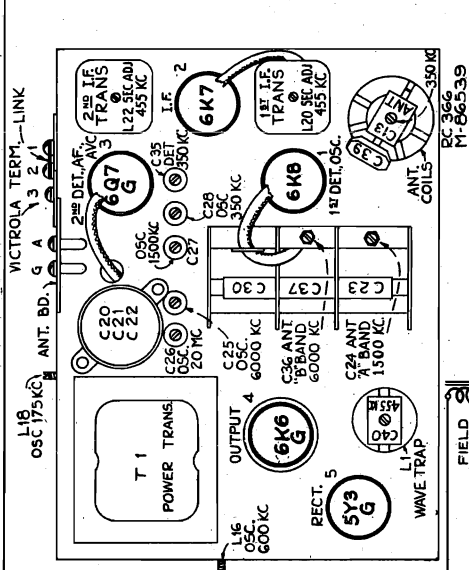 VICTROLA TERM.
LINK
ANT. BD.
G
A
3
2
1
L18
OSC 175KC
2ND I.F.
TRANS
L22 SEC ADJ
455 KC
I.F.
2
6K7
1ST I.F.
TRANS
L20 SEC ADJ
455 KC
350 KC
ANT
C13
C39
ANT.
COILS
RC 366
M-86539
2ND DET, AF.
AVC
3
6Q7
G
C35
DET
350 KC
C28
OSC
350 KC
OSC
1500KC
C27
6K8
1
1ST DET, OSC.
C20
C21
C22
C26
OSC.
20 MC
C25
OSC.
6000 KC
C30
C37
C23
C36 ANT
"B" BAND
6000 KC
C24 ANT
"A" BAND
1500 KC
T1
POWER TRANS.
OUTPUT
4
6K6
G
L16
OSC.
600 KC
RECT.
5
5Y3
G
C40
455 KC
L1
WAVE TRAP
FIELD